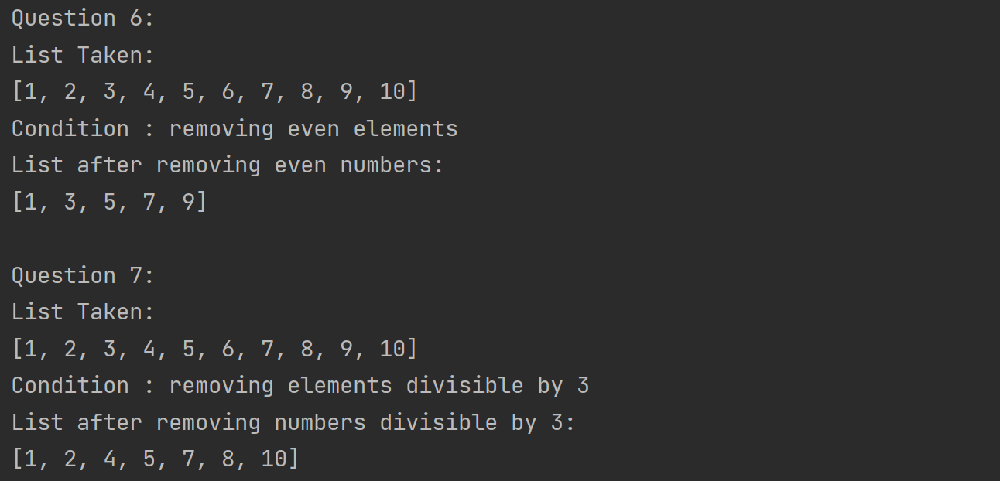 Question 6:
List Taken:
[1, 2, 3, 4, 5, 6, 7, 8, 9, 10]
Condition : removing even elements
List after removing even numbers:
[1, 3, 5, 7, 9]
Question 7:
List Taken:
[1, 2, 3, 4, 5, 6, 7, 8, 9, 10]
Condition : removing elements divisible by 3
List after removing numbers divisible by 3:
[1, 2, 4, 5, 7, 8, 10]